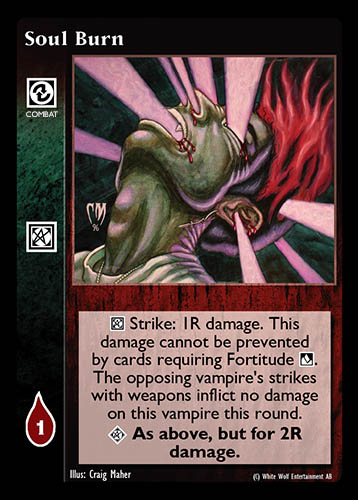 Soul Burn
COMBAT
CM
96
Strike: 1R damage. This
damage cannot be prevented
by cards requiring Fortitude .
The opposing vampire's strikes
with weapons inflict no damage
on this vampire this round.
As above, but for 2R
damage.
1
Illus: Craig Maher
(C) White Wolf Entertainment AB